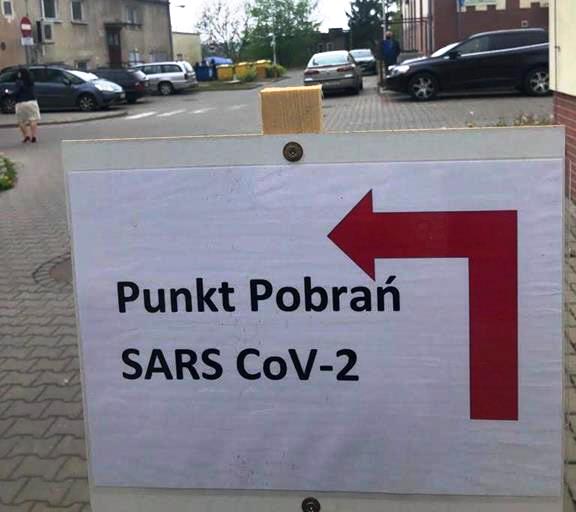 Punkt Pobrań
SARS CoV-2